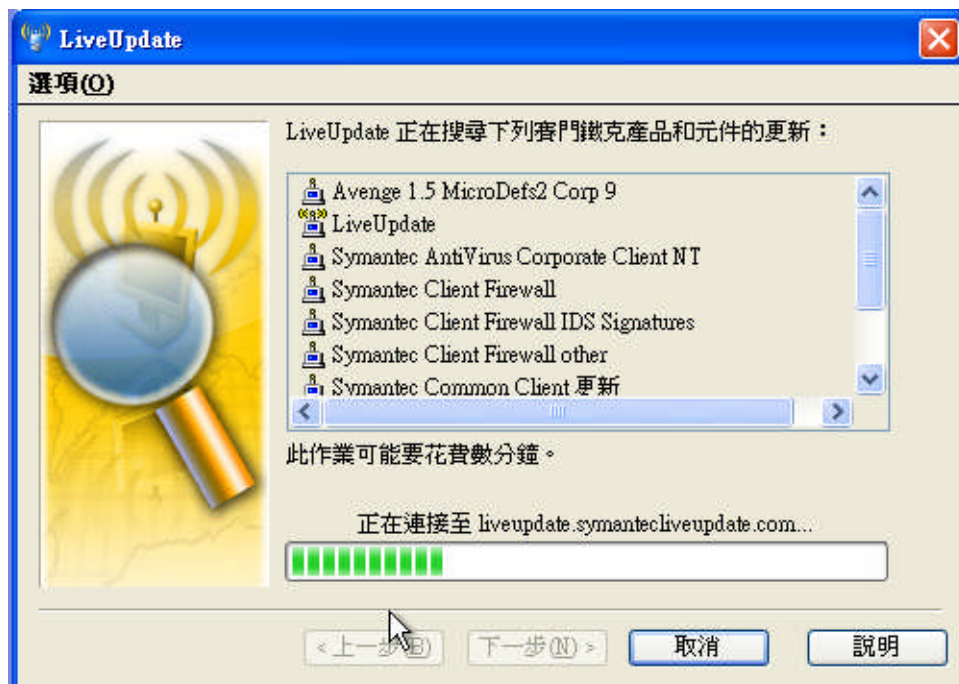 LiveUpdate
選項(O)
LiveUpdate 正在搜尋下列賽門鐵克產品和元件的更新：
Avenge 1.5 MicroDefs2 Corp 9
LiveUpdate
Symantec AntiVirus Corporate Client NT
Symantec Client Firewall
Symantec Client Firewall IDS Signatures
Symantec Client Firewall other
Symantec Common Client 更新
此作業可能要花費數分鐘。
正在連接至 liveupdate.symantecliveupdate.com...
<上一步(B) 下一步(N)> 取消 說明